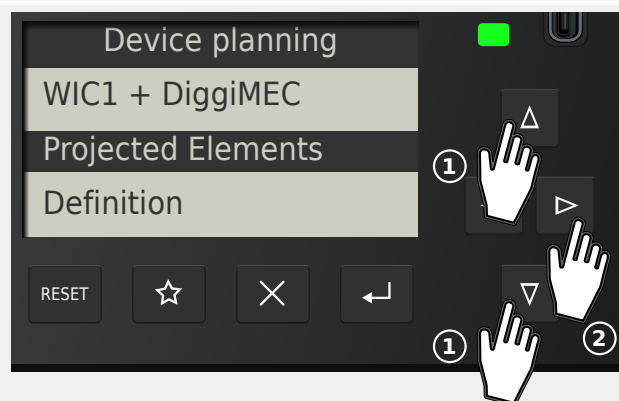 Device planning
WIC1 + DiggiMEC
Projected Elements
Definition
RESET
1
1
2